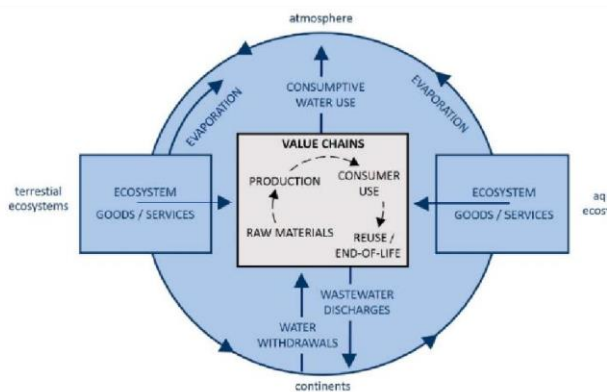 atmosphere
CONSUMPTIVE
WATER USE
EVAPORATION
EVAPORATION
VALUE CHAINS
PRODUCTION
CONSUMER
USE
RAW MATERIALS
REUSE /
END-OF-LIFE
terrestial
ecosystems
ECOSYSTEM
GOODS / SERVICES
ECOSYSTEM
GOODS / SERVICES
aq
ecos
WATER
WITHDRAWALS
WASTEWATER
DISCHARGES
continents